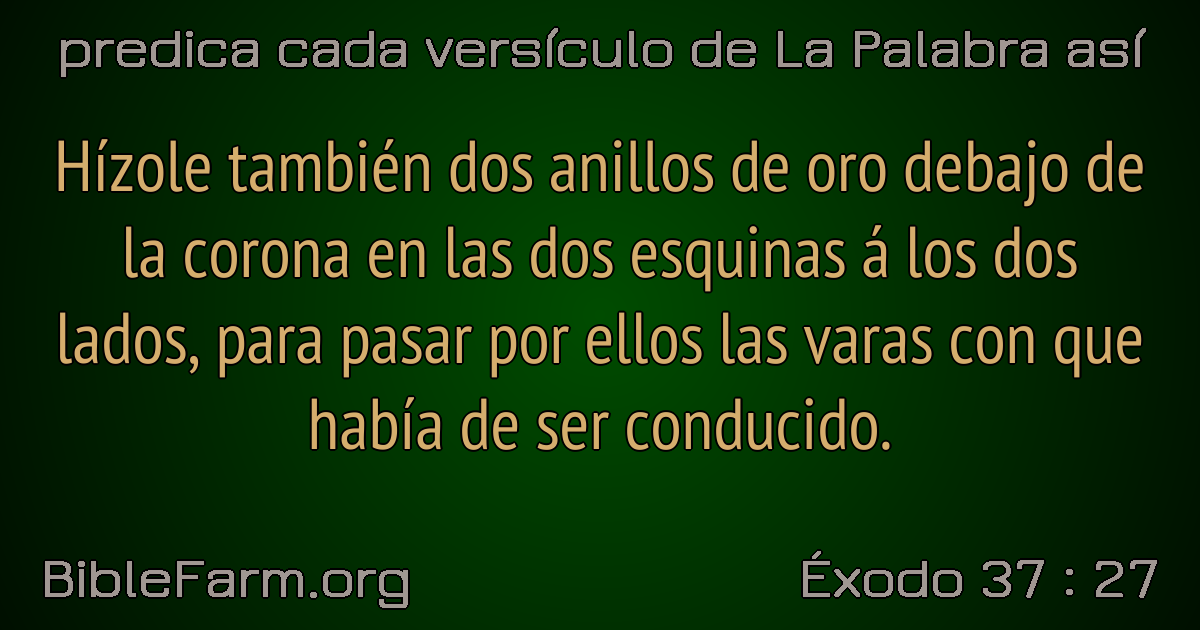 predica cada versículo de La Palabra así
Hízole también dos anillos de oro debajo de
la corona en las dos esquinas á los dos
lados, para pasar por ellos las varas con que
había de ser conducido.
BibleFarm.org
Éxodo 37 : 27